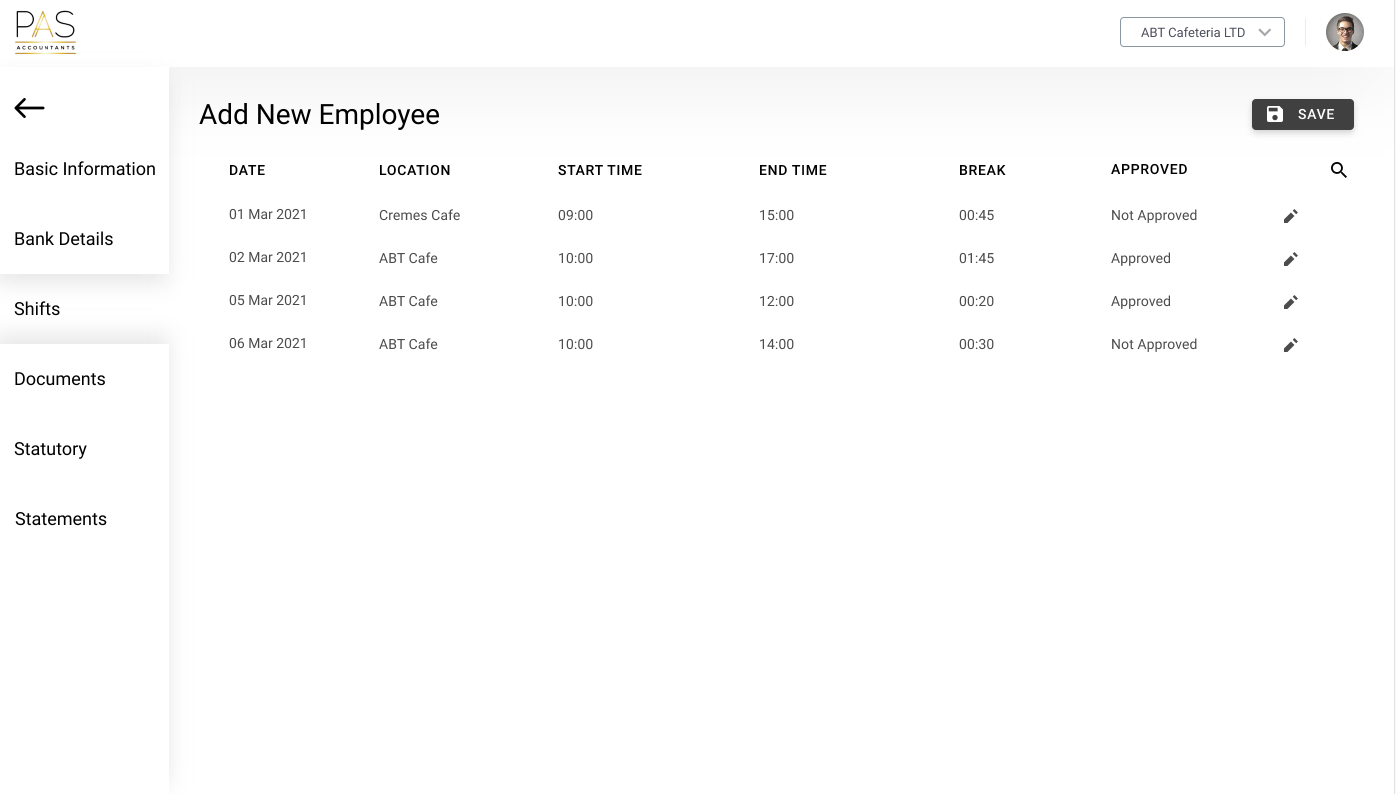 PAS
ACCOUNTANTS
ABT Cafeteria LTD
Add New Employee
SAVE
Basic Information
Bank Details
Shifts
Documents
Statutory
Statements
DATE LOCATION START TIME END TIME BREAK APPROVED
01 Mar 2021 Cremes Cafe 09:00 15:00 00:45 Not Approved
02 Mar 2021 ABT Cafe 10:00 17:00 01:45 Approved
05 Mar 2021 ABT Cafe 10:00 12:00 00:20 Approved
06 Mar 2021 ABT Cafe 10:00 14:00 00:30 Not Approved